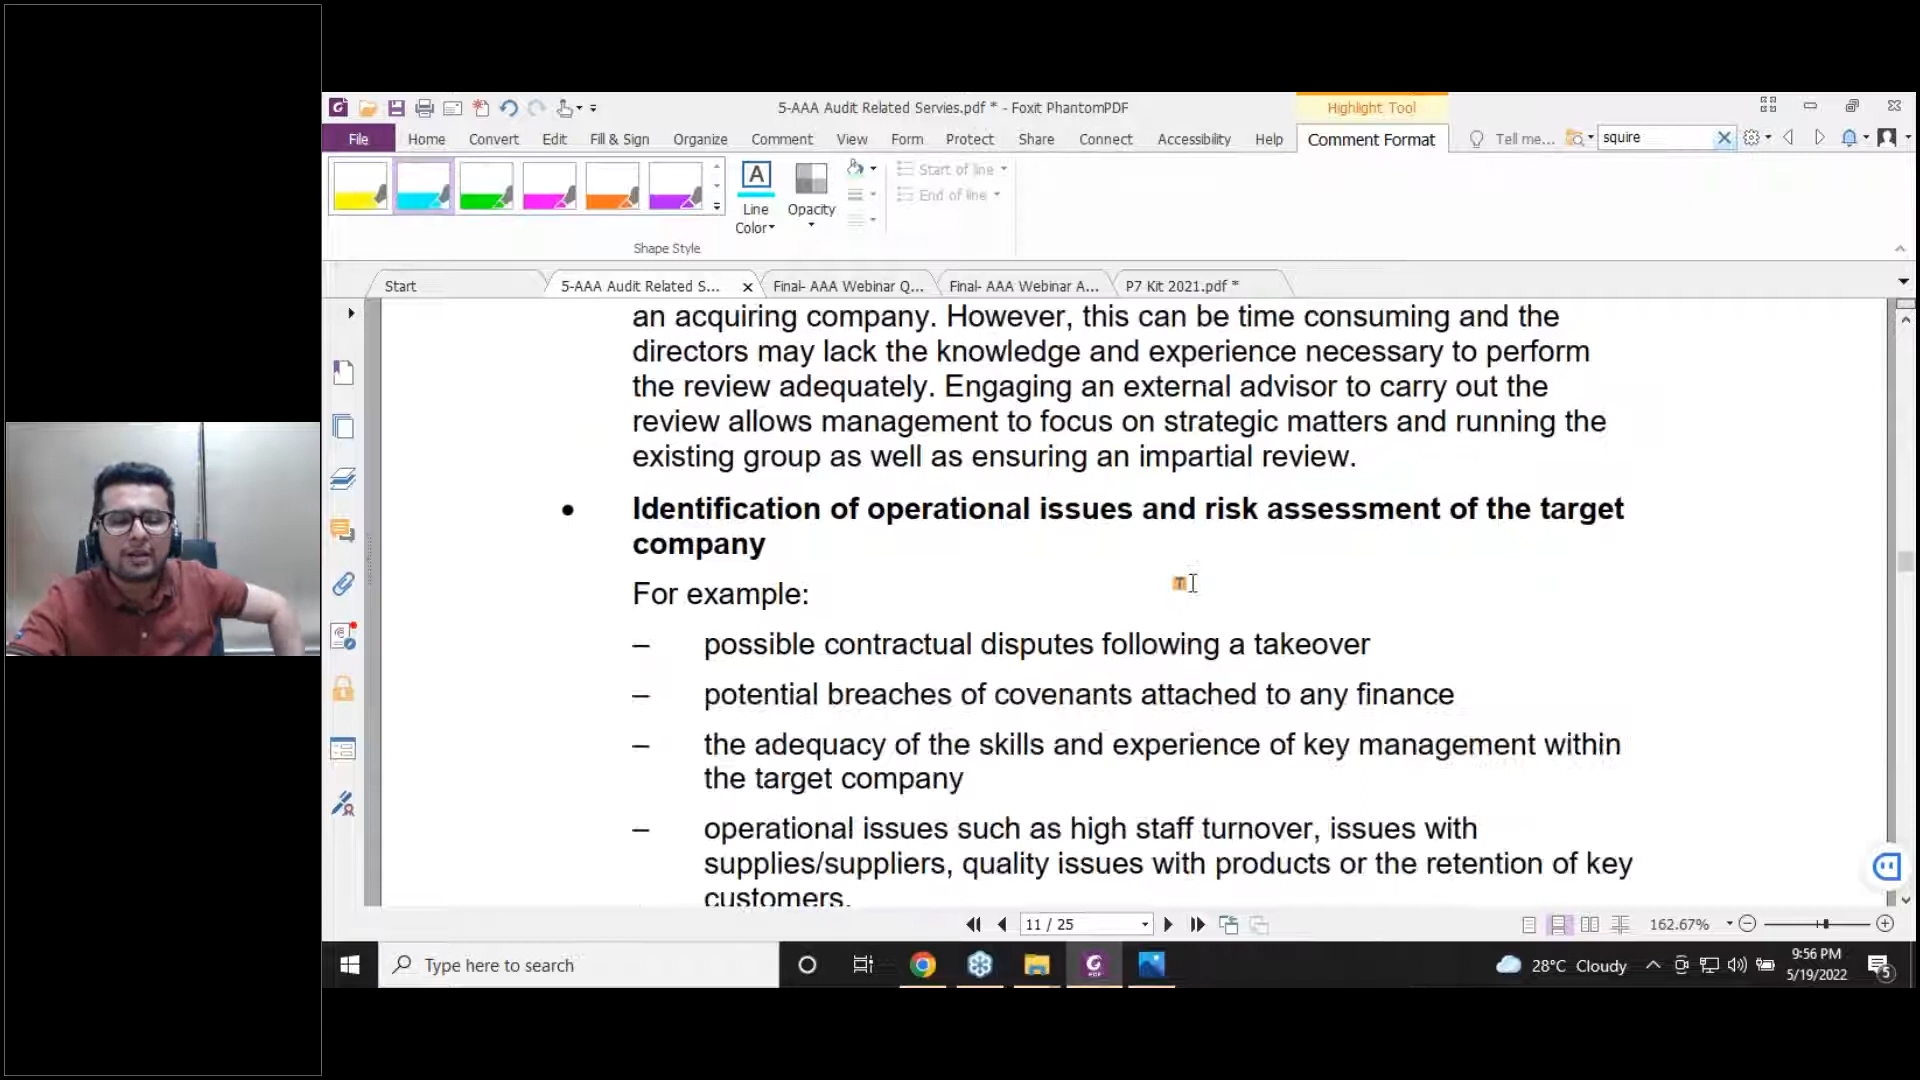 5-AAA Audit Related Servies.pdf * - Foxit PhantomPDF
Highlight Tool
File
Home
Convert
Edit
Fill & Sign
Organize
Comment
View
Form
Protect
Share
Connect
Accessibility
Help
Comment Format
Tell me...
squire
A
Line
Color
Opacity
Start of line
End of line
Shape Style
Start
5-AAA Audit Related S...
Final- AAA Webinar Q...
Final- AAA Webinar A...
P7 Kit 2021.pdf *
an acquiring company. However, this can be time consuming and the
directors may lack the knowledge and experience necessary to perform
the review adequately. Engaging an external advisor to carry out the
review allows management to focus on strategic matters and running the
existing group as well as ensuring an impartial review.
• Identification of operational issues and risk assessment of the target
company
For example:
– possible contractual disputes following a takeover
– potential breaches of covenants attached to any finance
– the adequacy of the skills and experience of key management within
the target company
– operational issues such as high staff turnover, issues with
supplies/suppliers, quality issues with products or the retention of key
customers.
11 / 25
162.67%
Type here to search
28°C Cloudy
9:56 PM
5/19/2022
5